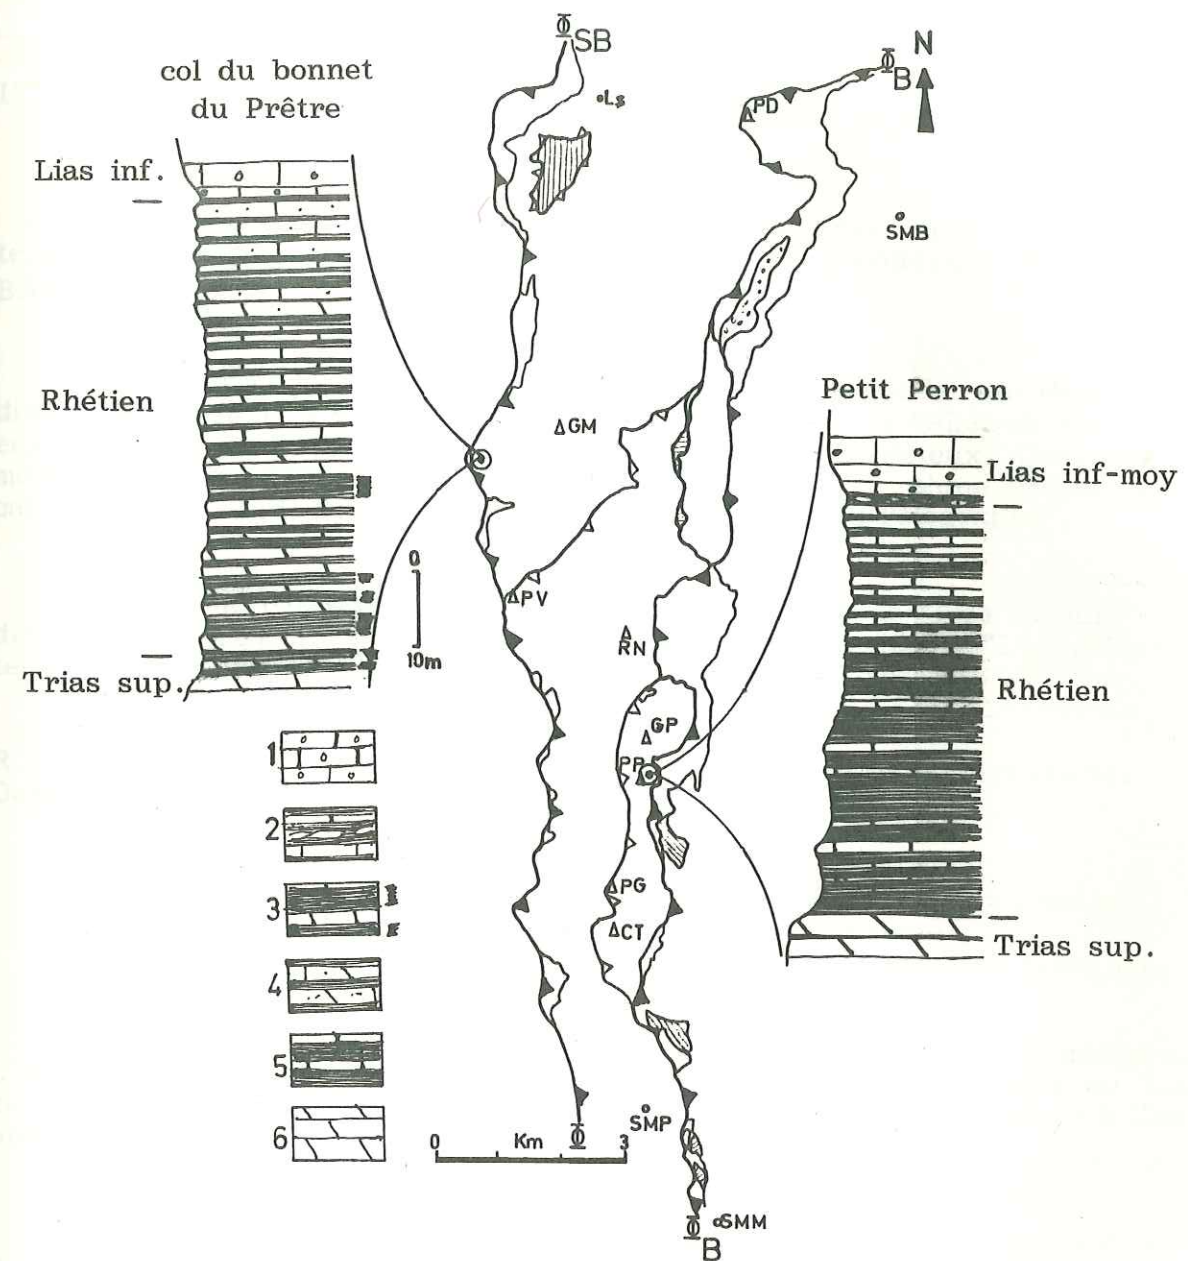 Φ
SB
N
Φ
B
col du bonnet
du Prêtre
Ls
PD
Lias inf.
SMB
Rhétien
Petit Perron
GM
Lias inf-moy
0
10m
PV
RN
Trias sup.
Rhétien
GP
PP
1
2
3
PG
CT
Trias sup.
4
5
6
SMP
0 Km 3
Φ
SMM
Φ
B